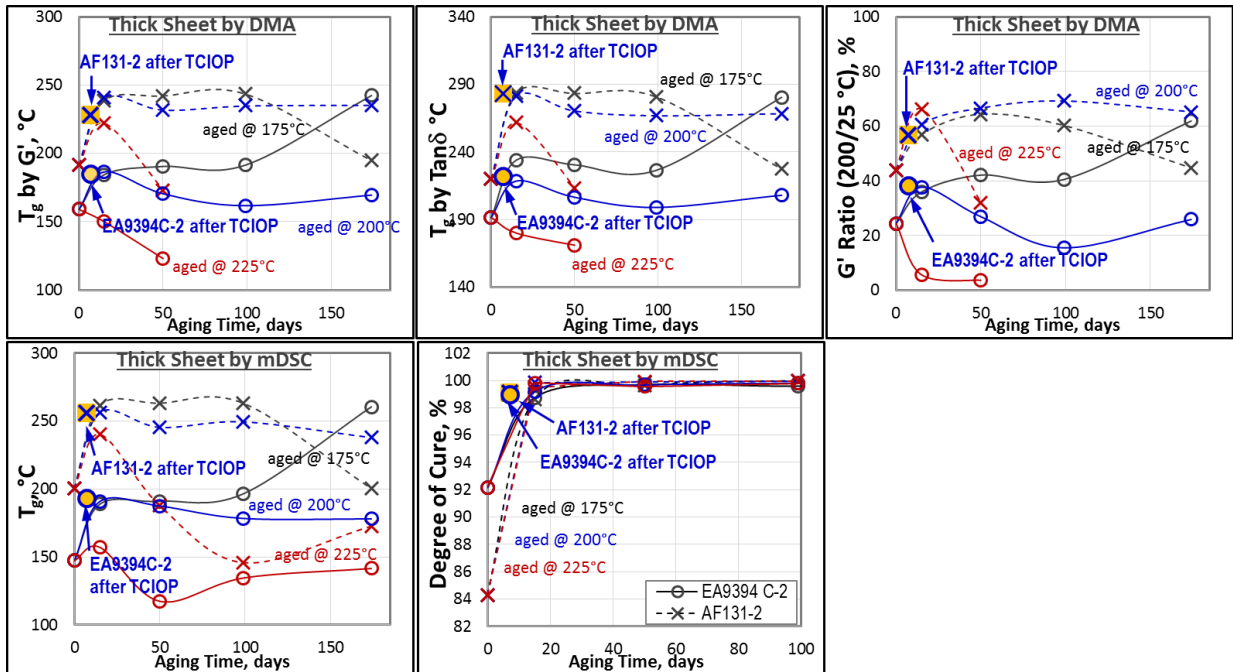 Thick Sheet by DMA
Tg by G', °C
300
250
200
150
100
AF131-2 after TCIOP
aged @ 175°C
EA9394C-2 after TCIOP
aged @ 200°C
aged @ 225°C
0
50
100
150
Aging Time, days
Thick Sheet by DMA
Tg by Tanδ °C
340
290
240
190
140
AF131-2 after TCIOP
aged @ 175°C
aged @ 200°C
EA9394C-2 after TCIOP
aged @ 225°C
0
50
100
150
Aging Time, days
Thick Sheet by DMA
G' Ratio (200/25 °C), %
100
80
60
40
20
0
AF131-2 after TCIOP
aged @ 200°C
aged @ 225°C
aged @ 175°C
EA9394C-2 after TCIOP
0
50
100
150
Aging Time, days
Thick Sheet by mDSC
Tg,°C
300
250
200
150
100
AF131-2 after TCIOP
aged @ 175°C
aged @ 200°C
EA9394C-2
after TCIOP
aged @ 225°C
0
50
100
150
Aging Time, days
Thick Sheet by mDSC
Degree of Cure, %
102
100
98
96
94
92
90
88
86
84
82
AF131-2 after TCIOP
EA9394C-2 after TCIOP
aged @ 175°C
aged @ 200°C
aged @ 225°C
EA9394 C-2
AF131-2
0
20
40
60
80
100
Aging Time, days